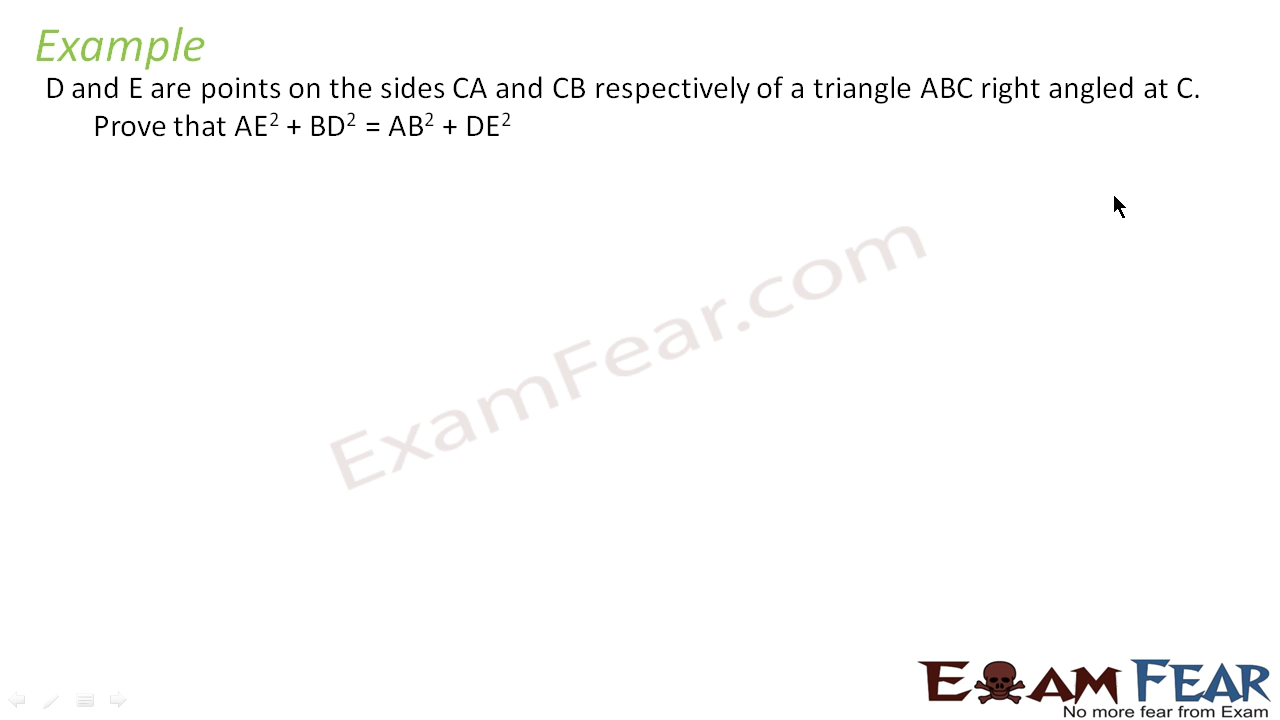 Example
D and E are points on the sides CA and CB respectively of a triangle ABC right angled at C.
Prove that AE² + BD² = AB² + DE²
ExamFear.com
EXAM FEAR
No more fear from Exam